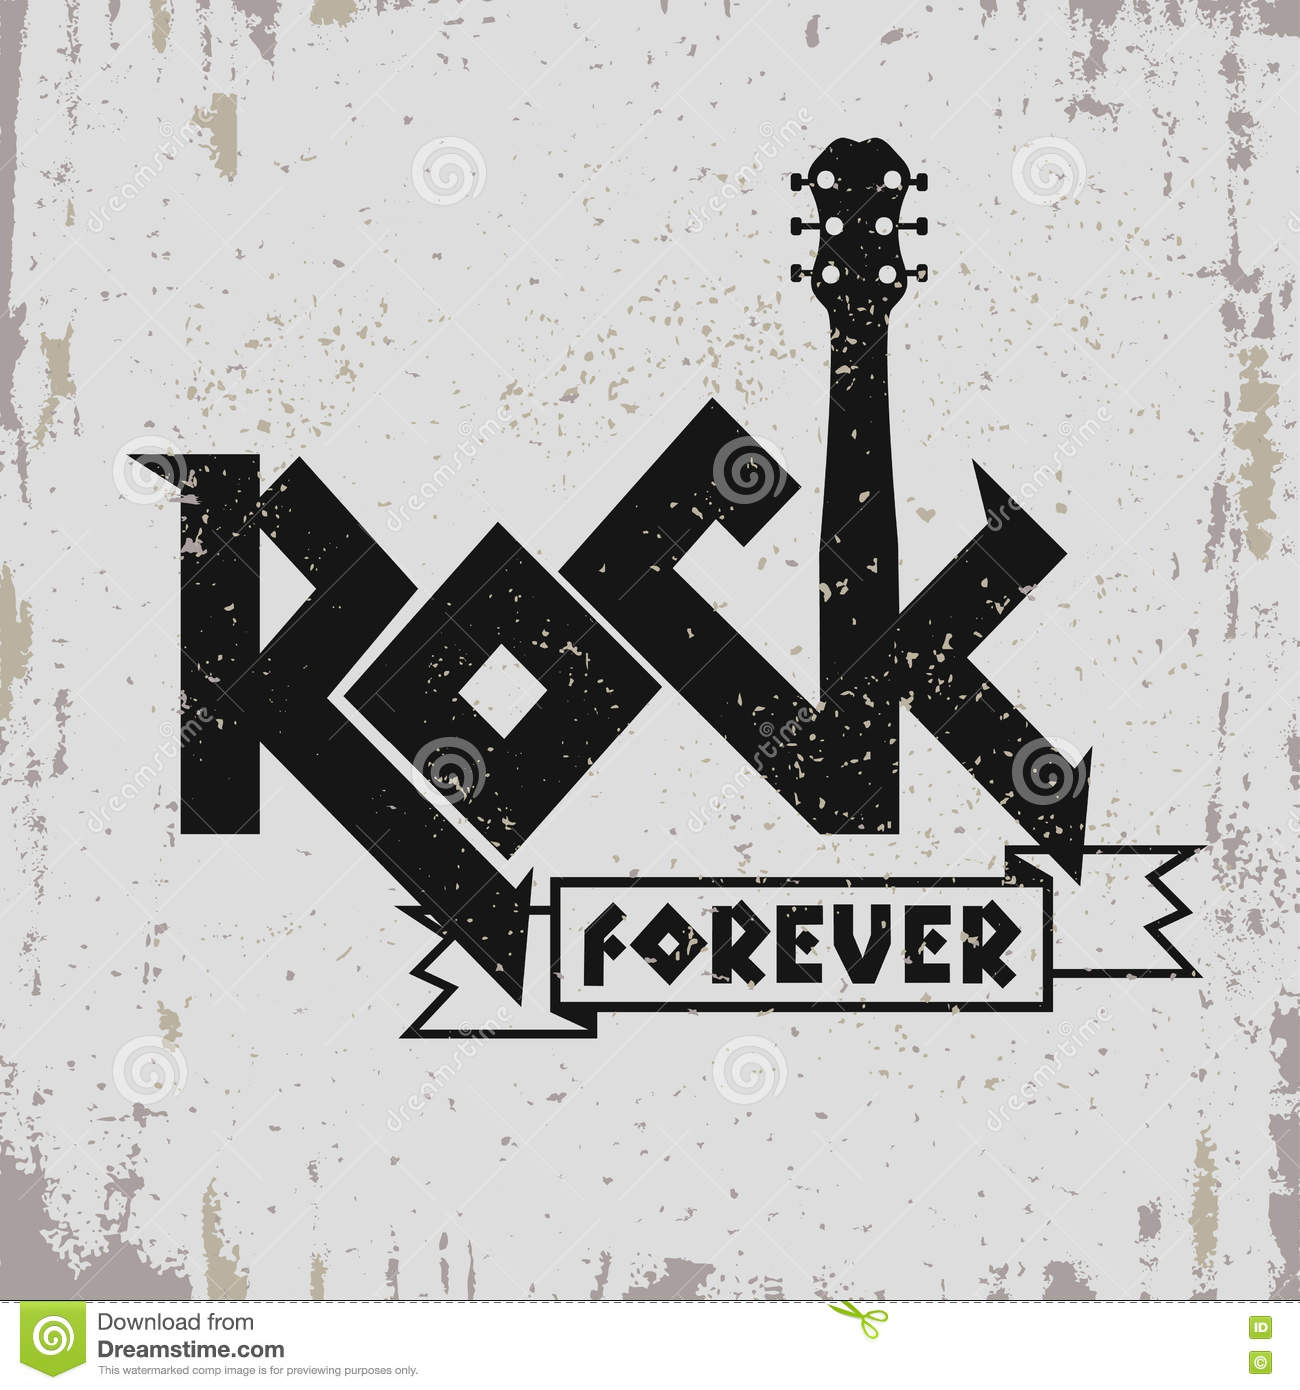 ROCK
FOREVER
Download from
Dreamstime.com
This watermarked comp image is for previewing purposes only.
ID
©
dreamstime